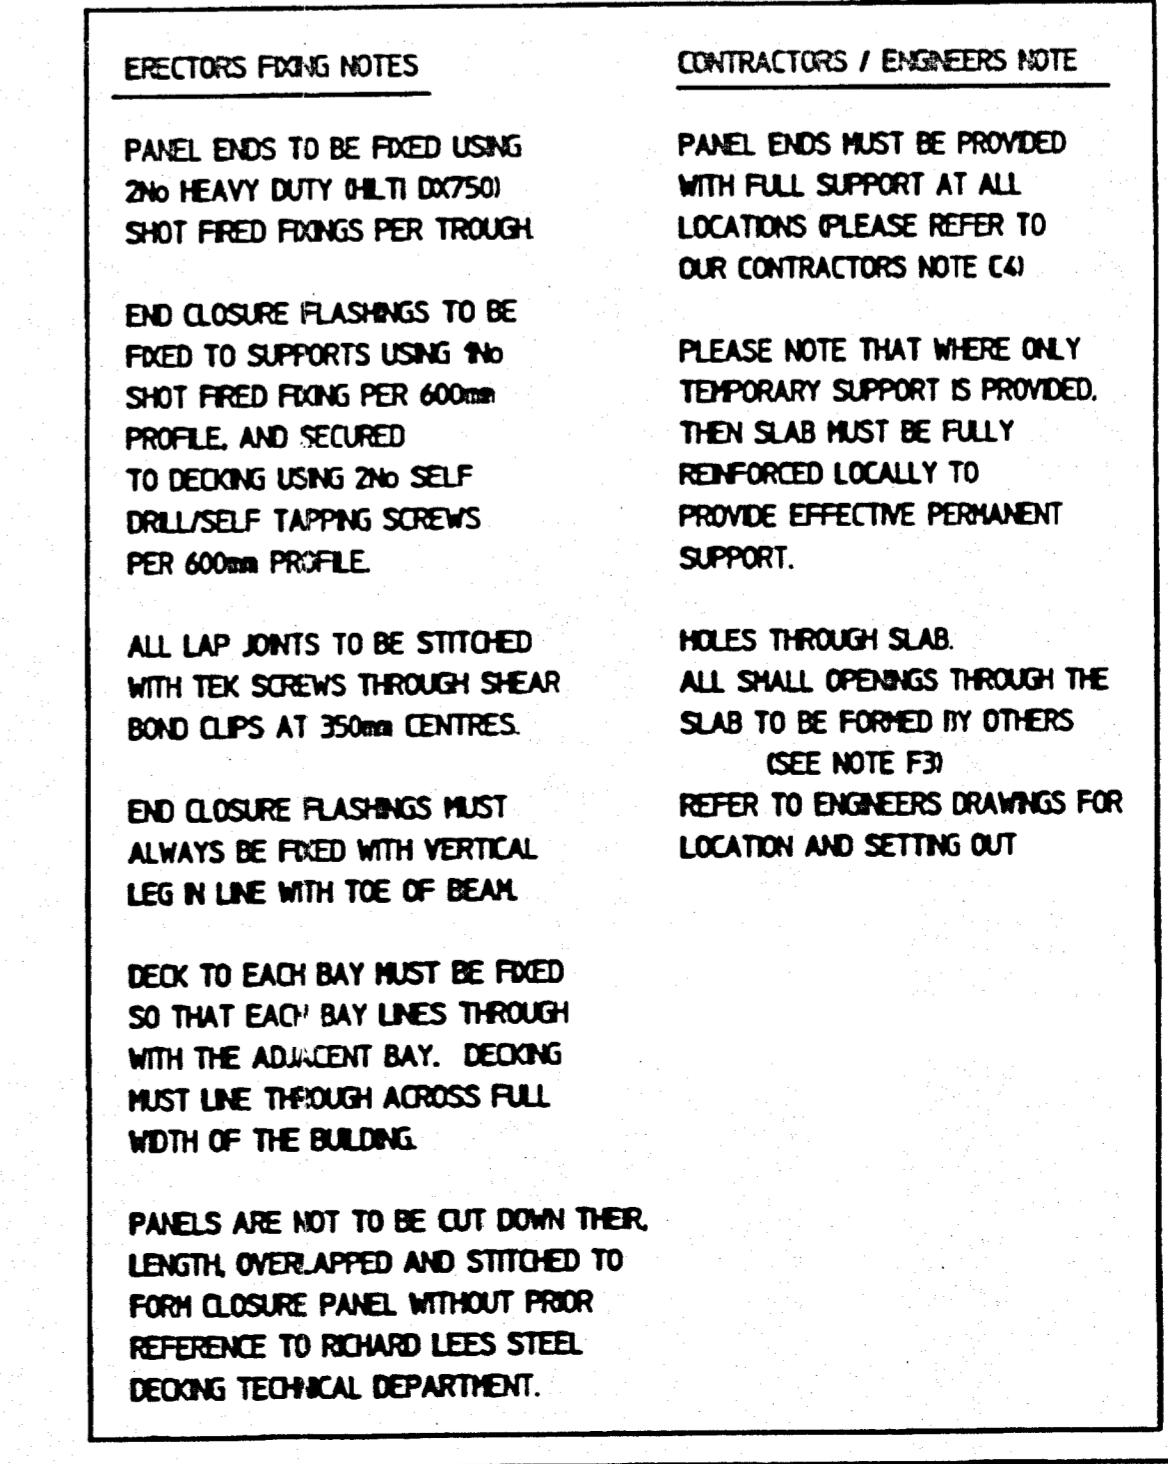 ERECTORS FIXING NOTES
PANEL ENDS TO BE FIXED USING
2No HEAVY DUTY (HILTI DX750)
SHOT FIRED FIXINGS PER TROUGH.
END CLOSURE FLASHINGS TO BE
FIXED TO SUPPORTS USING 1No
SHOT FIRED FIXING PER 600mm
PROFILE, AND SECURED
TO DECKING USING 2No SELF
DRILL/SELF TAPPING SCREWS
PER 600mm PROFILE.
ALL LAP JOINTS TO BE STITCHED
WITH TEK SCREWS THROUGH SHEAR
BOND CLIPS AT 350mm CENTRES.
END CLOSURE FLASHINGS MUST
ALWAYS BE FIXED WITH VERTICAL
LEG IN LINE WITH TOE OF BEAM.
DECK TO EACH BAY MUST BE FIXED
SO THAT EACH BAY LINES THROUGH
WITH THE ADJACENT BAY. DECKING
MUST LINE THROUGH ACROSS FULL
WIDTH OF THE BUILDING.
PANELS ARE NOT TO BE CUT DOWN THEIR,
LENGTH, OVERLAPPED AND STITCHED TO
FORM CLOSURE PANEL WITHOUT PRIOR
REFERENCE TO RICHARD LEES STEEL
DECKING TECHNICAL DEPARTMENT.
CONTRACTORS / ENGINEERS NOTE
PANEL ENDS MUST BE PROVIDED
WITH FULL SUPPORT AT ALL
LOCATIONS (PLEASE REFER TO
OUR CONTRACTORS NOTE C4)
PLEASE NOTE THAT WHERE ONLY
TEMPORARY SUPPORT IS PROVIDED,
THEN SLAB MUST BE FULLY
REINFORCED LOCALLY TO
PROVIDE EFFECTIVE PERMANENT
SUPPORT.
HOLES THROUGH SLAB.
ALL SMALL OPENINGS THROUGH THE
SLAB TO BE FORMED BY OTHERS
(SEE NOTE F3)
REFER TO ENGINEERS DRAWINGS FOR
LOCATION AND SETTING OUT